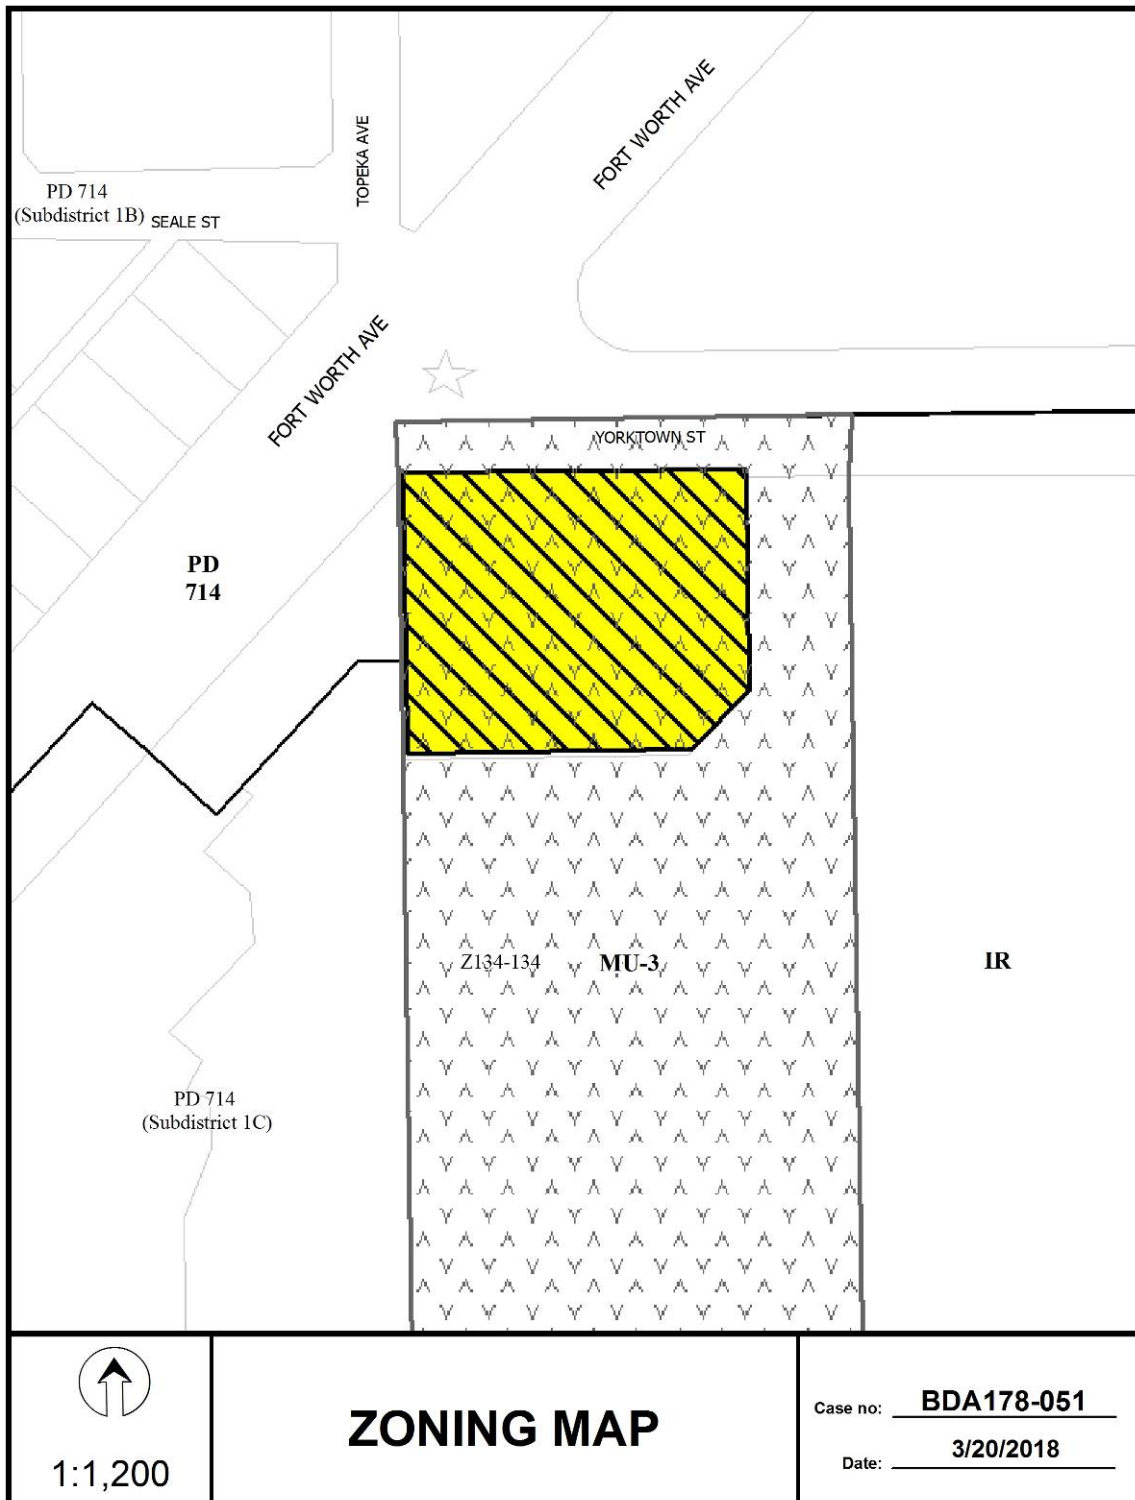 FORT WORTH AVE
TOPEKA AVE
PD 714
(Subdistrict 1B)
SEALE ST
FORT WORTH AVE
YORKTOWN ST
PD
714
Z134-134
MU-3
IR
PD 714
(Subdistrict 1C)
1:1,200
ZONING MAP
Case no: BDA178-051
Date: 3/20/2018